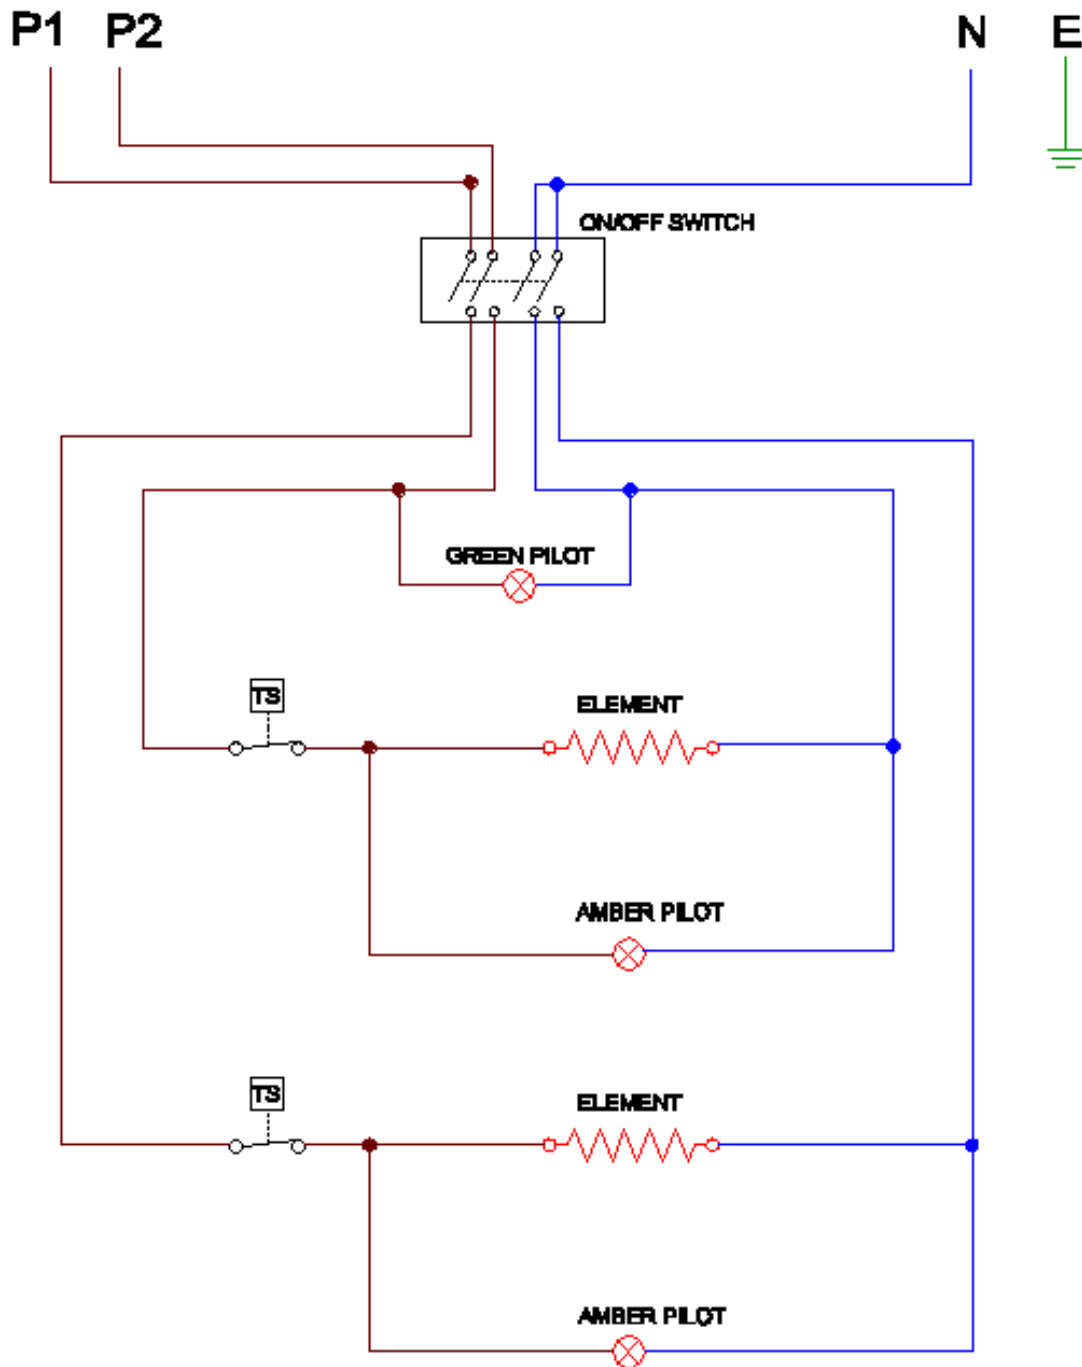 P1 P2 N E
ON/OFF SWITCH
GREEN PILOT
TS
ELEMENT
AMBER PILOT
TS
ELEMENT
AMBER PILOT